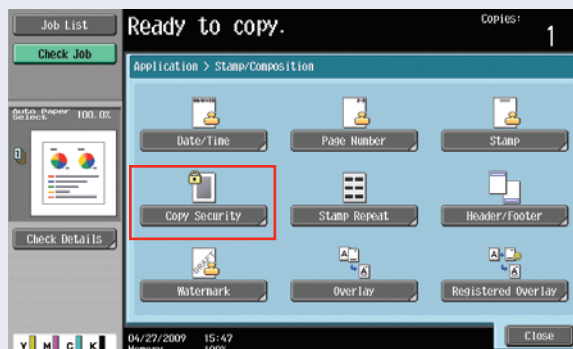 Job List
Check Job
Auto Paper
Select 100.0%
Check Details
Y M C K
Ready to copy.
Copies:
1
Application > Stamp/Composition
Date/Time
Page Number
Stamp
Copy Security
Stamp Repeat
Header/Footer
Watermark
Overlay
Registered Overlay
04/27/2009 15:47
Memory 100%
Close